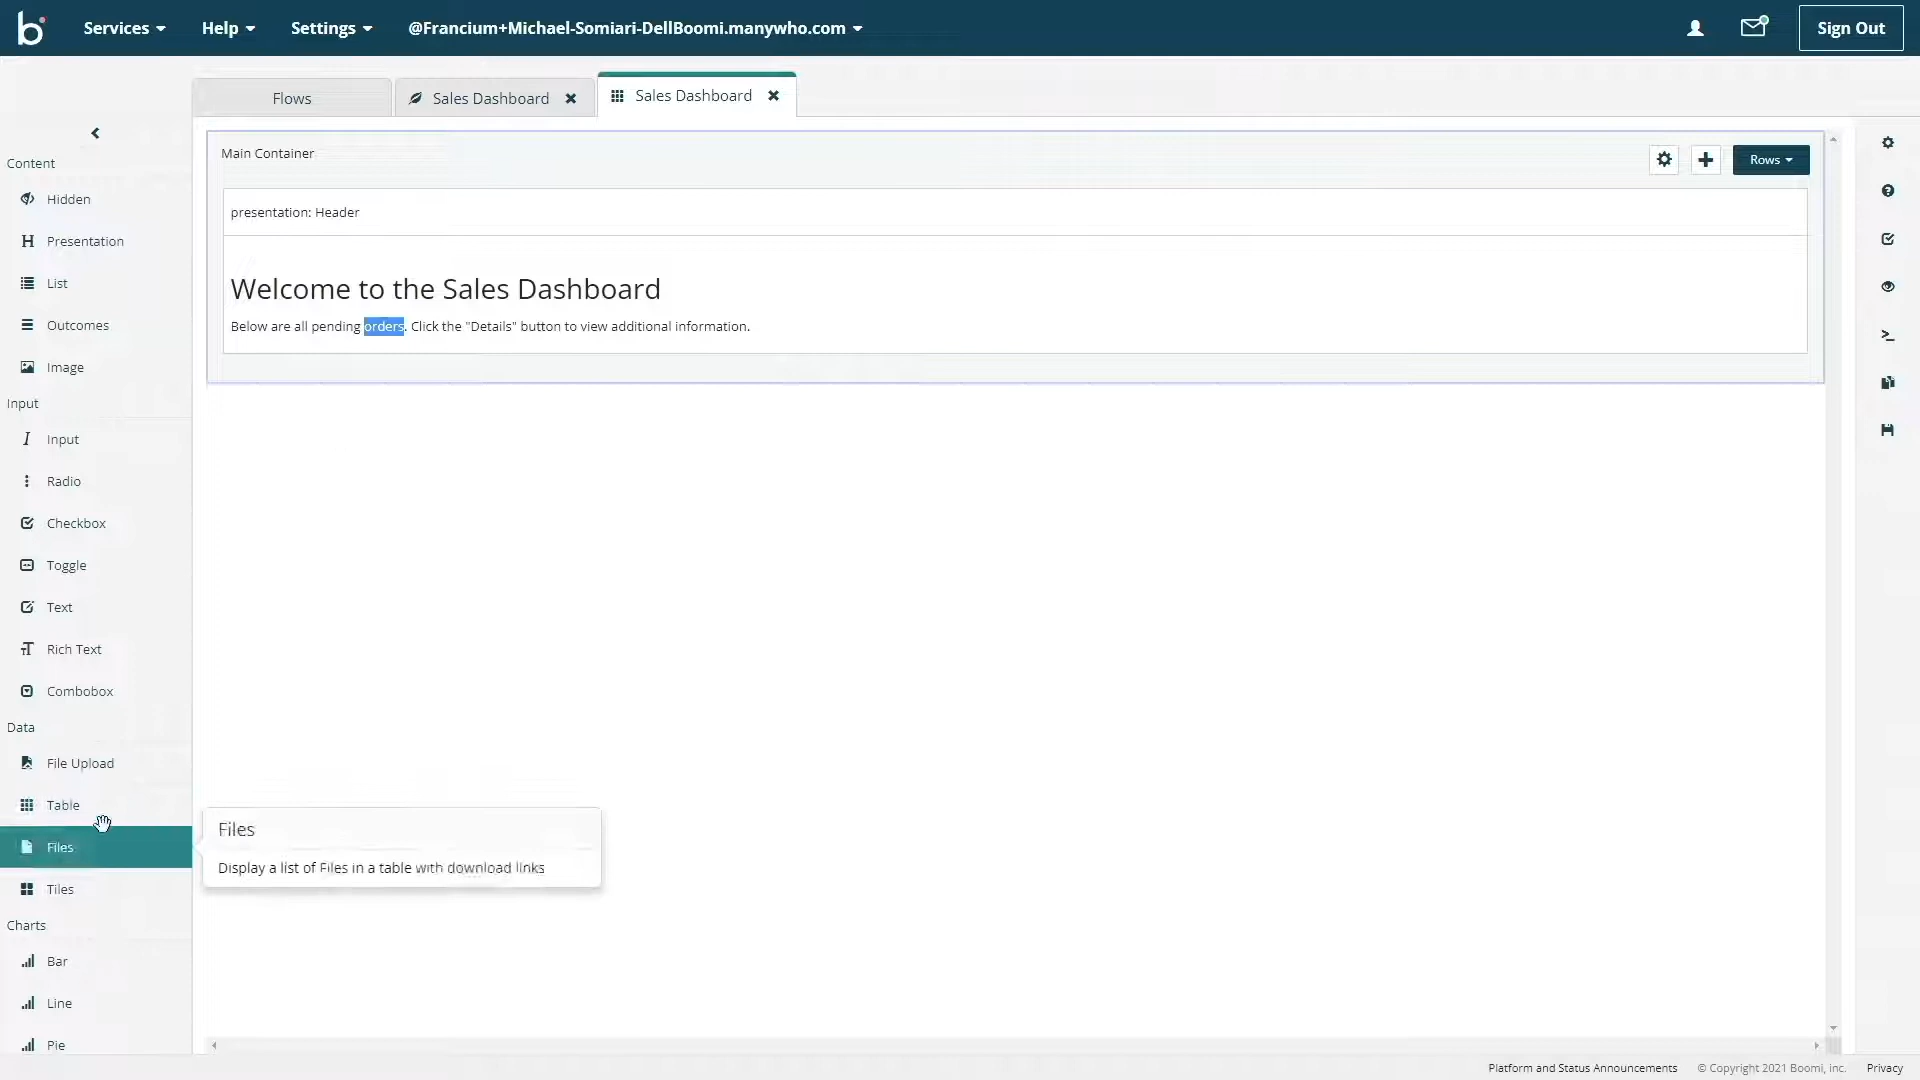 b Services Help Settings @Francium+Michael-Somiari-DellBoomi.manywho.com Sign Out
Flows Sales Dashboard Sales Dashboard
Content
Hidden
Presentation
List
Outcomes
Image
Input
Input
Radio
Checkbox
Toggle
Text
Rich Text
Combobox
Data
File Upload
Table
Files
Tiles
Charts
Bar
Line
Pie
Main Container
Rows
presentation: Header
Welcome to the Sales Dashboard
Below are all pending orders. Click the "Details" button to view additional information.
Files
Display a list of Files in a table with download links
Platform and Status Announcements © Copyright 2021 Boomi, Inc. Privacy